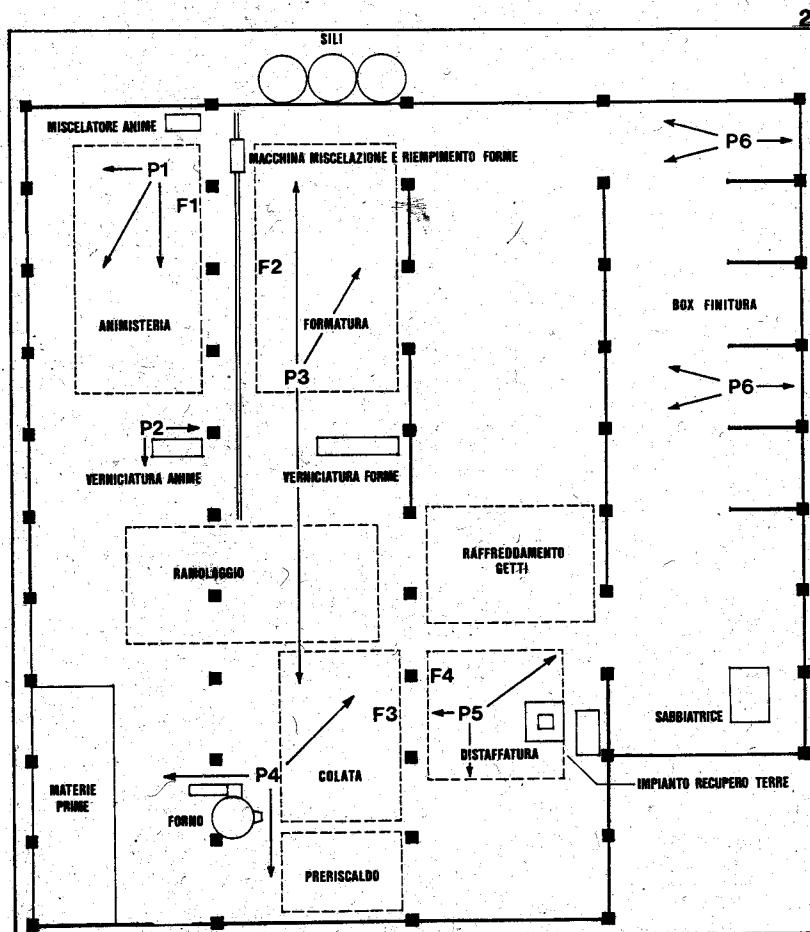 2
SILI
MISCELATORE ANIME
MACCHINA MISCELAZIONE E RIEMPIMENTO FORME
P6
P1
F1
F2
BOX FINITURA
ANIMISTERIA
FORMATURA
P3
P6
P2
VERNICIATURA ANIME
VERNICIATURA FORME
RAFFREDDAMENTO
GETTI
RAMOLAGGIO
F4
F3
P5
SABBIATRICE
DISTAFFATURA
P4
COLATA
IMPIANTO RECUPERO TERRE
MATERIE
PRIME
FORNO
PRERISCALDO